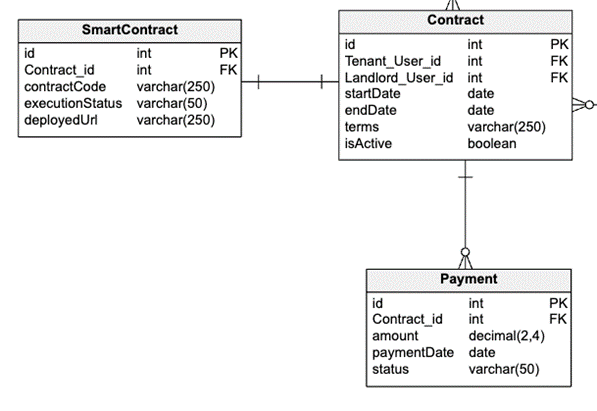 SmartContract
id int PK
Contract_id int FK
contractCode varchar(250)
executionStatus varchar(50)
deployedUrl varchar(250)
Contract
id int PK
Tenant_User_id int FK
Landlord_User_id int FK
startDate date
endDate date
terms varchar(250)
isActive boolean
Payment
id int PK
Contract_id int FK
amount decimal(2,4)
paymentDate date
status varchar(50)